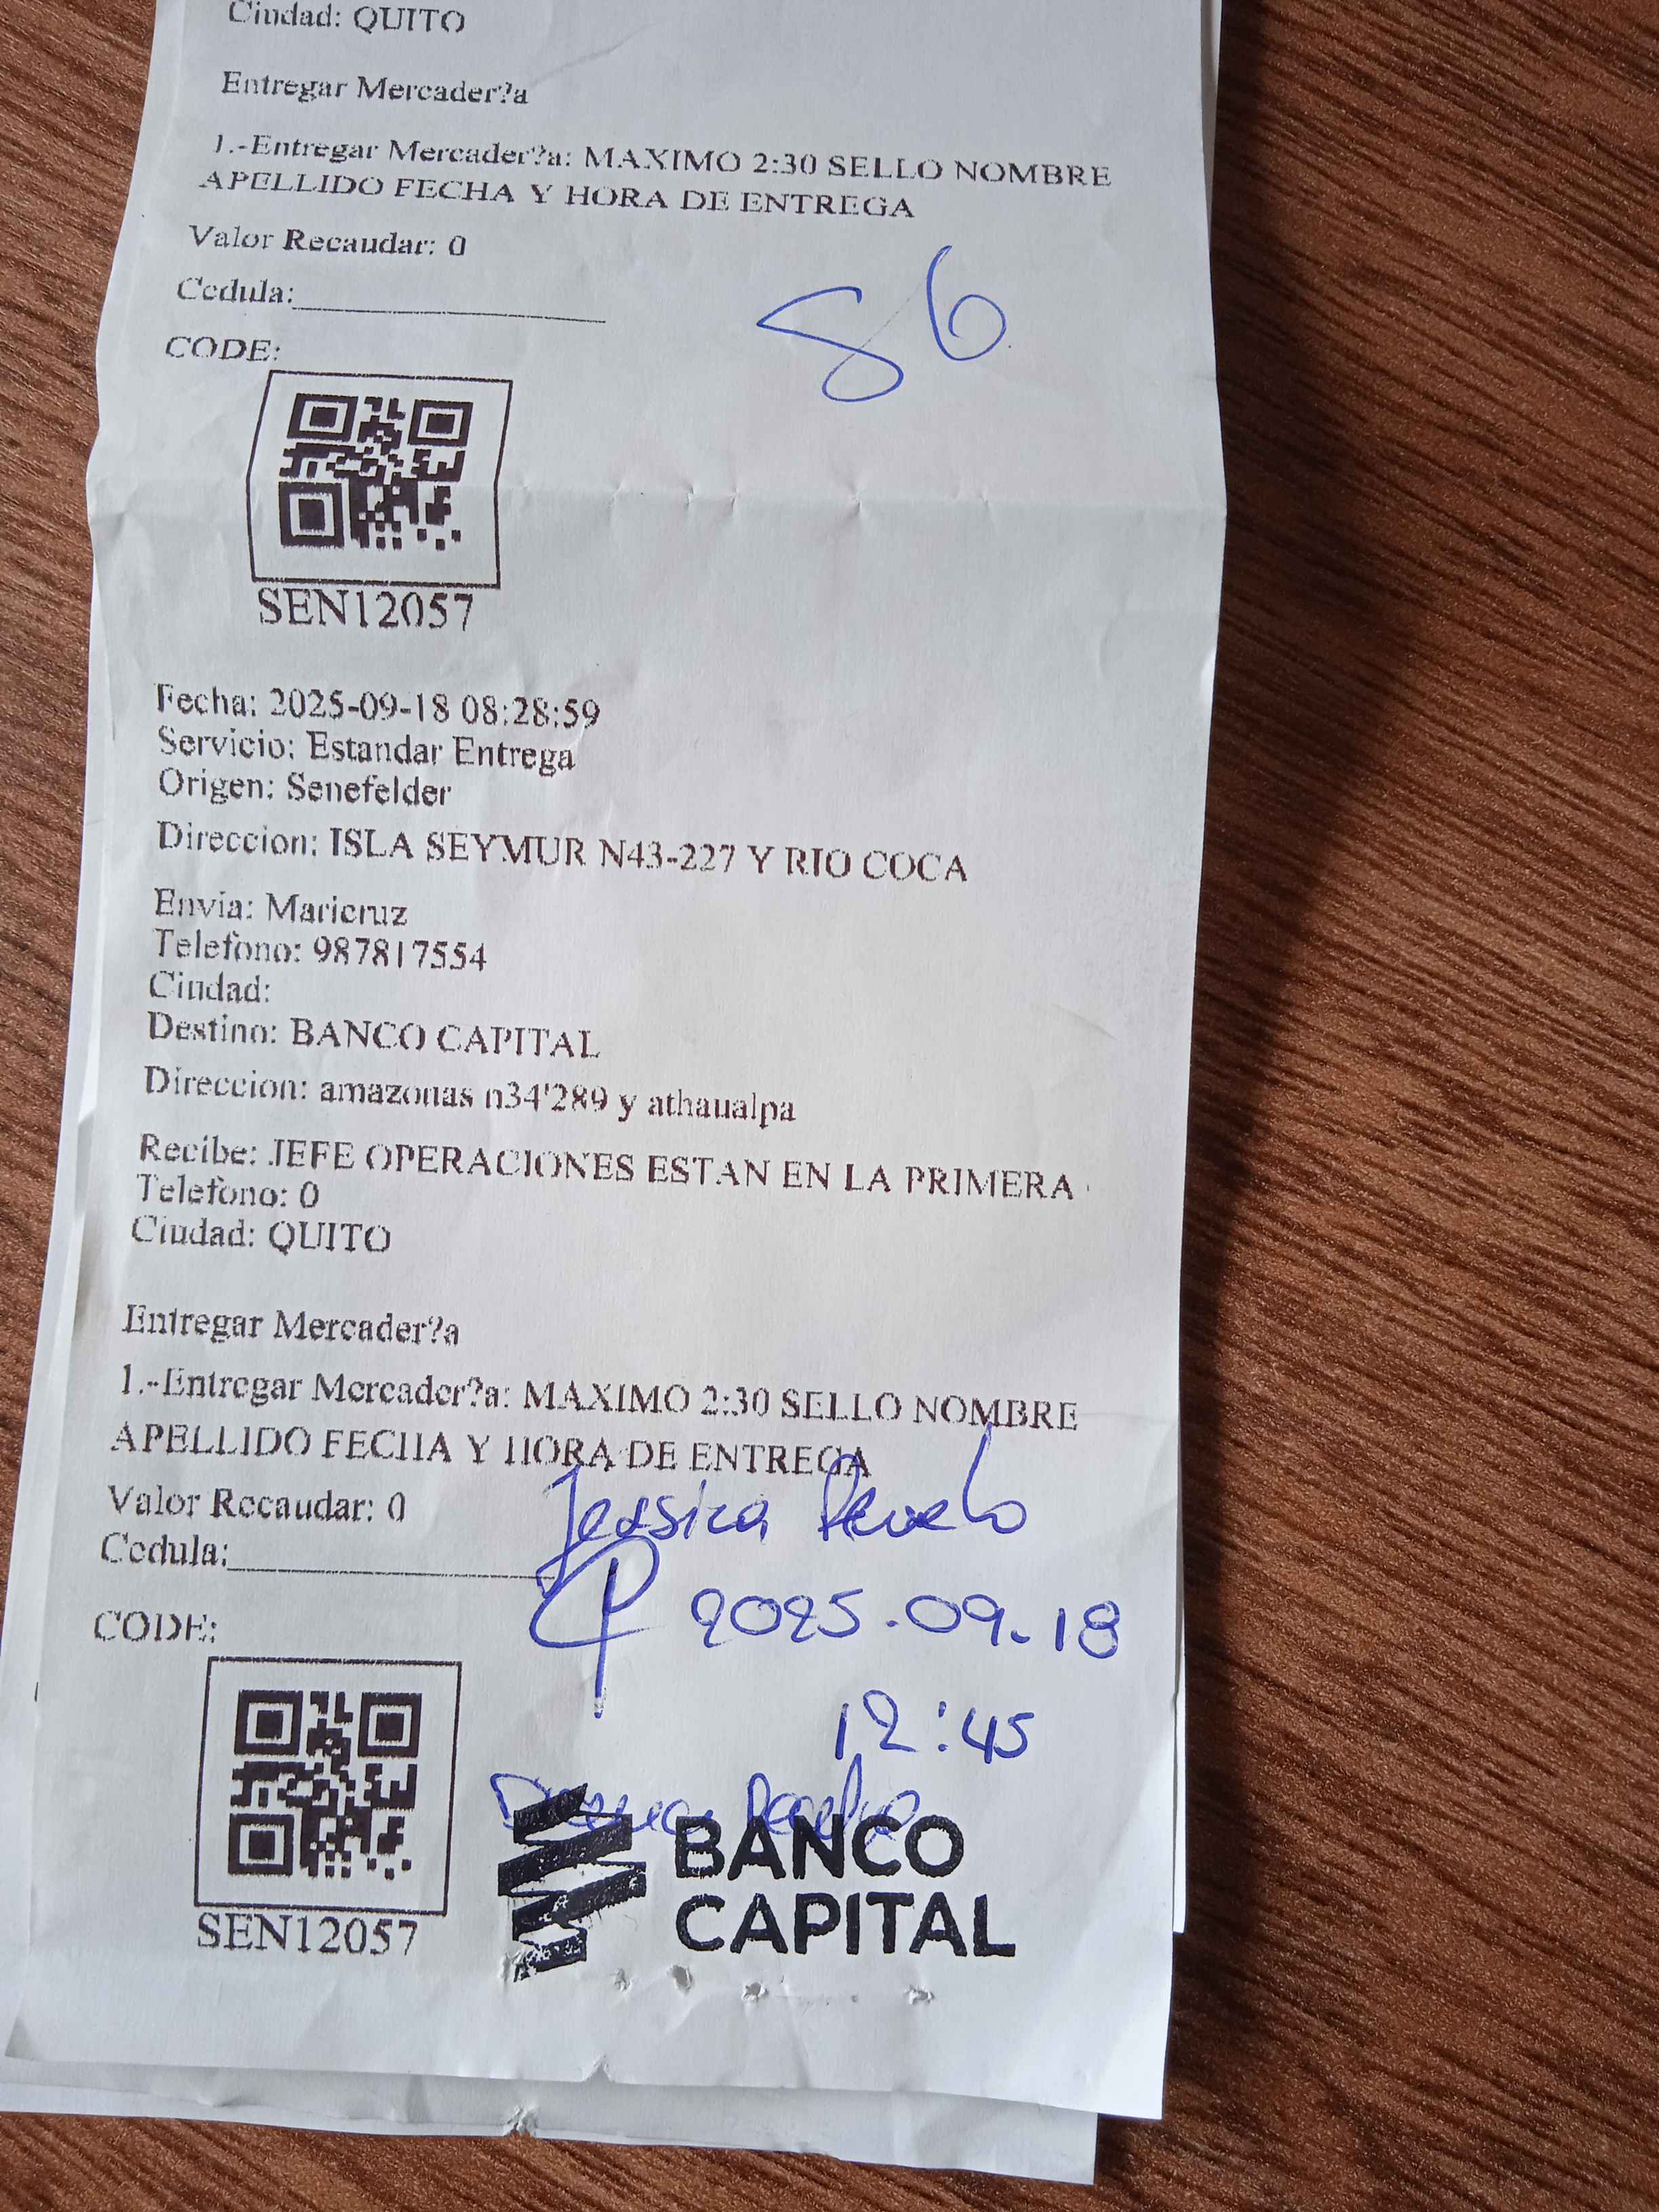 Ciudad: QUITO
Entregar Mercader?a
1.-Entregar Mercader?a: MAXIMO 2:30 SELLO NOMBRE
APELLIDO FECHA Y HORA DE ENTREGA
Valor Recaudar: 0
Cedula:
86
CODE:
SEN12057
Fecha: 2025-09-18 08:28:59
Servicio: Estandar Entrega
Origen: Senefelder
Direccion: ISLA SEYMUR N43-227 Y RIO COCA
Envia: Maricruz
Telefono: 987817554
Ciudad:
Destino: BANCO CAPITAL
Direccion: amazonas n34'289 y athaualpa
Recibe: JEFE OPERACIONES ESTAN EN LA PRIMERA
Telefono: 0
Ciudad: QUITO
Entregar Mercader?a
1.-Entregar Mercader?a: MAXIMO 2:30 SELLO NOMBRE
APELLIDO FECHA Y HORA DE ENTREGA
Valor Recaudar: 0
Jessica
Cedula:
2025.09.18
CODE:
12:45
BANCO
CAPITAL
SEN12057